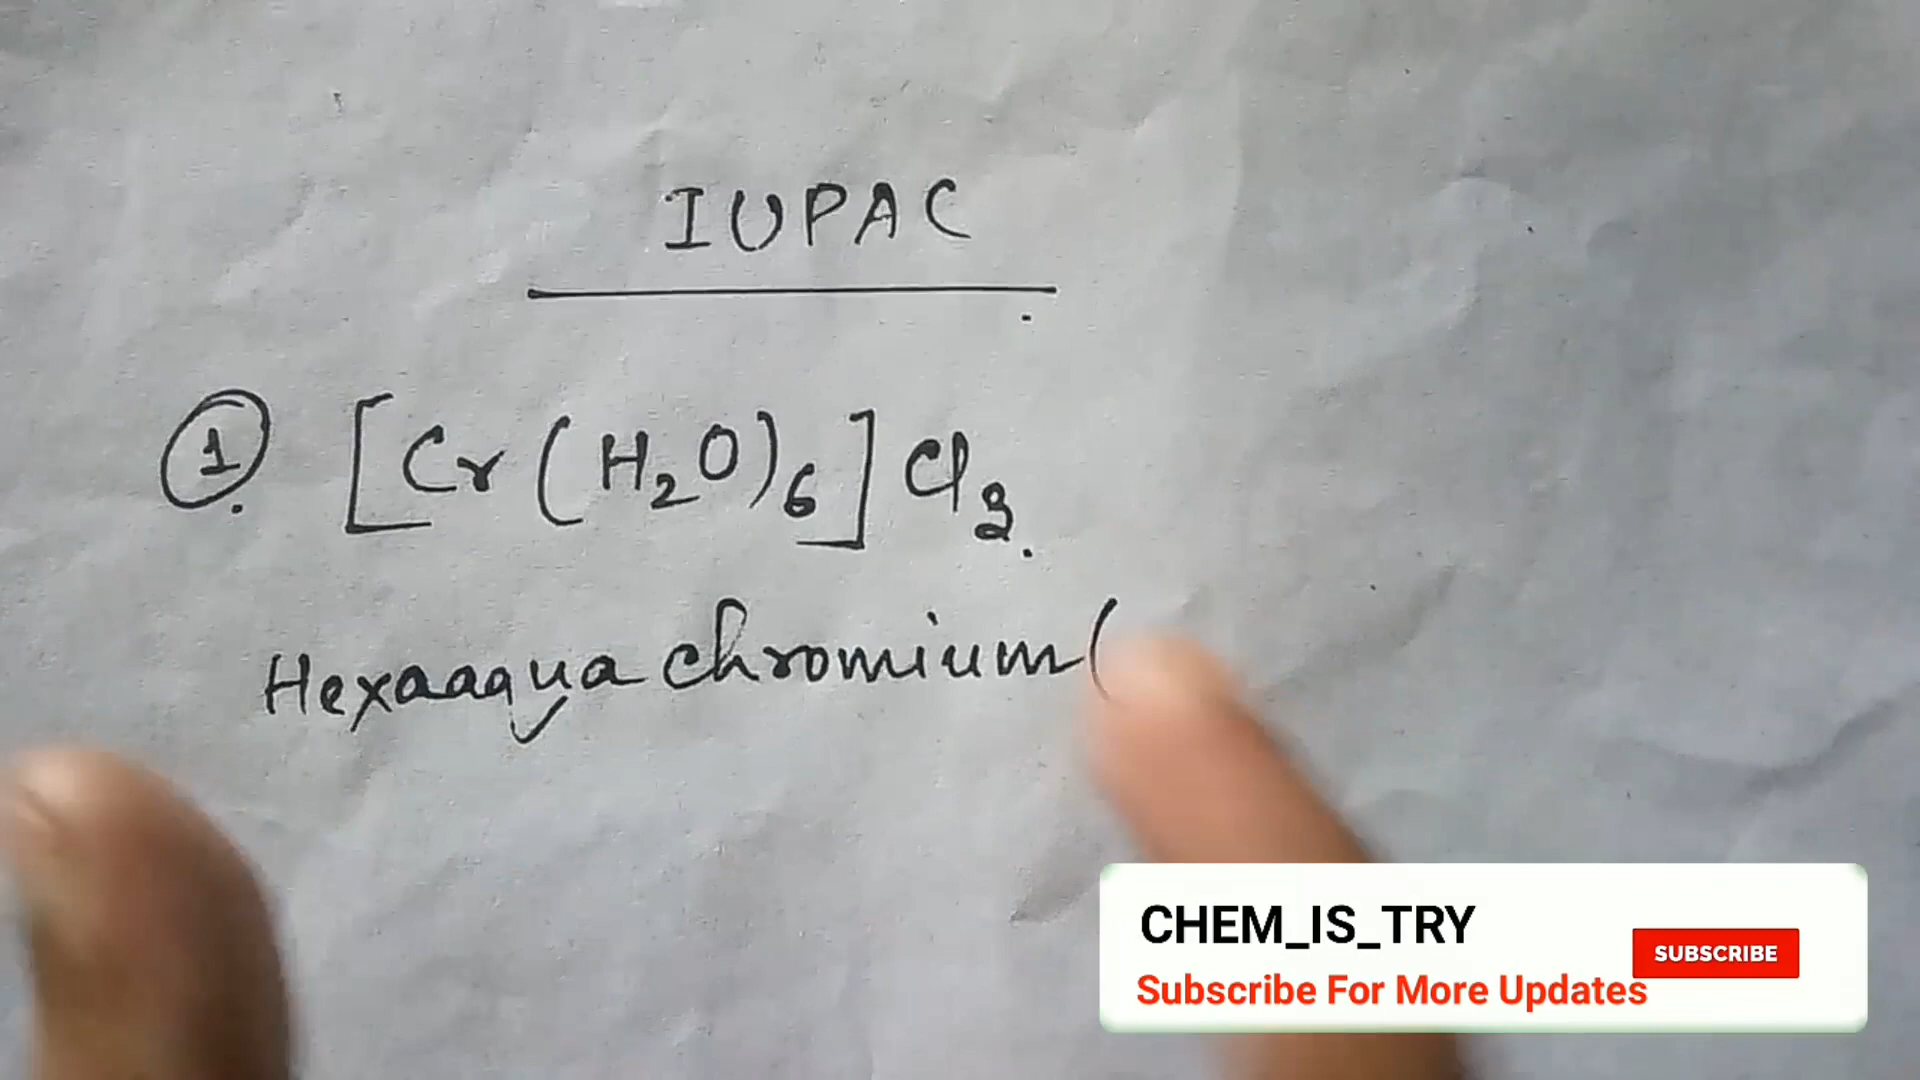 IUPAC
1 [Cr(H₂O)₆]Cl₃.
Hexaaqua chromium (
CHEM_IS_TRY
SUBSCRIBE
Subscribe For More Updates